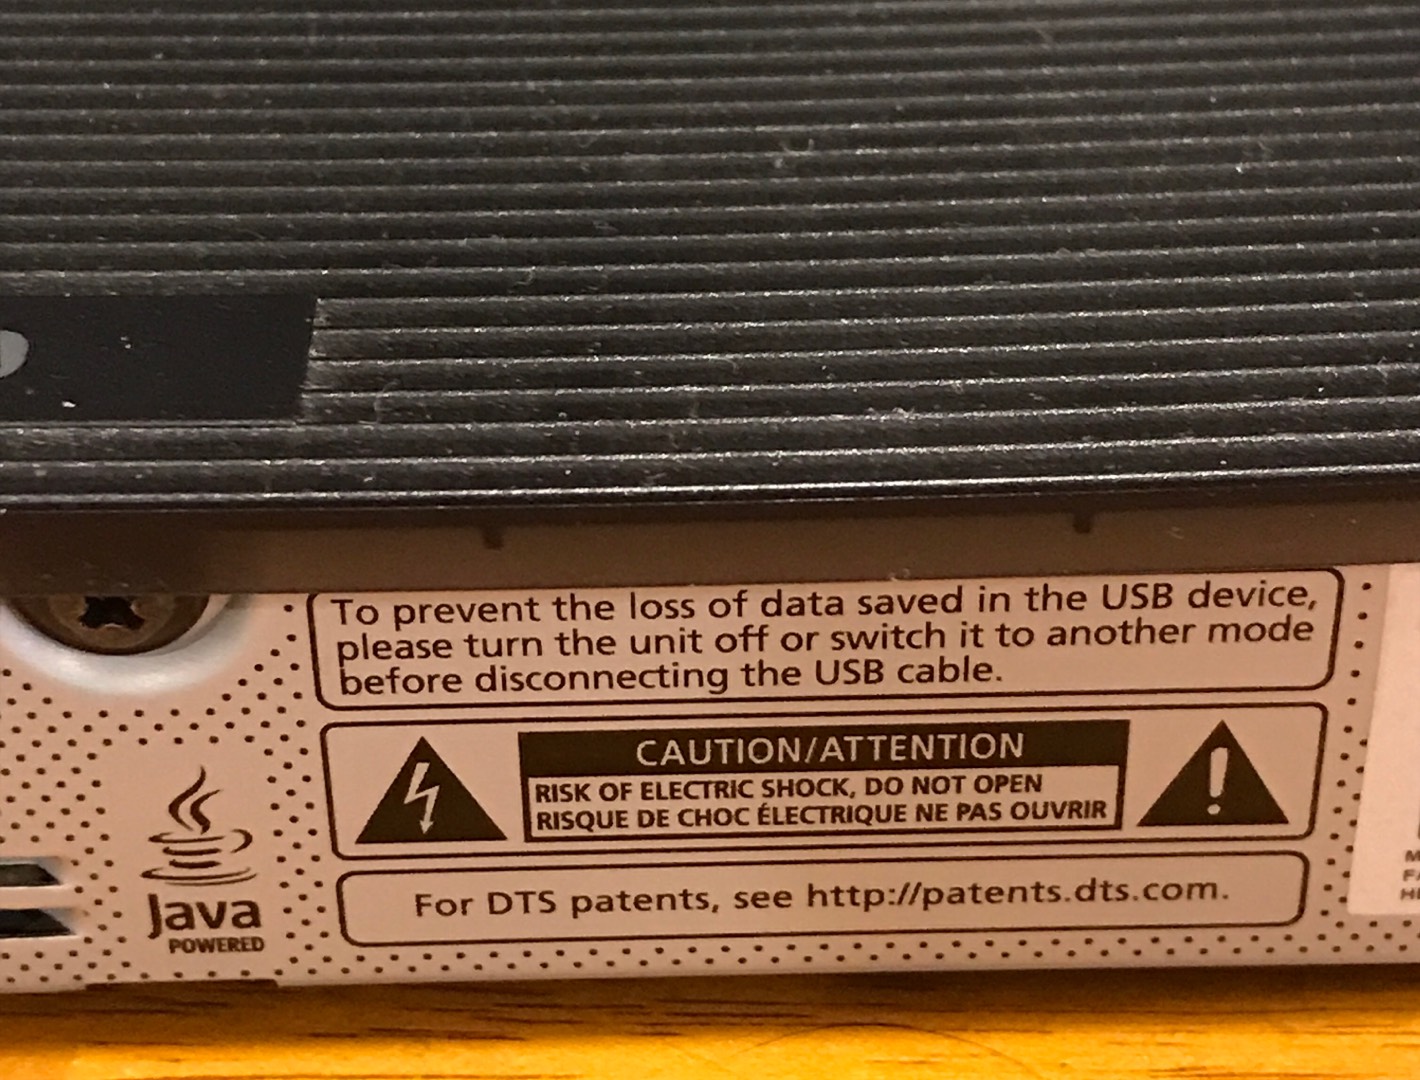 To prevent the loss of data saved in the USB device,
please turn the unit off or switch it to another mode
before disconnecting the USB cable.
CAUTION/ATTENTION
RISK OF ELECTRIC SHOCK, DO NOT OPEN
RISQUE DE CHOC ÉLECTRIQUE NE PAS OUVRIR
Java
POWERED
For DTS patents, see http://patents.dts.com.